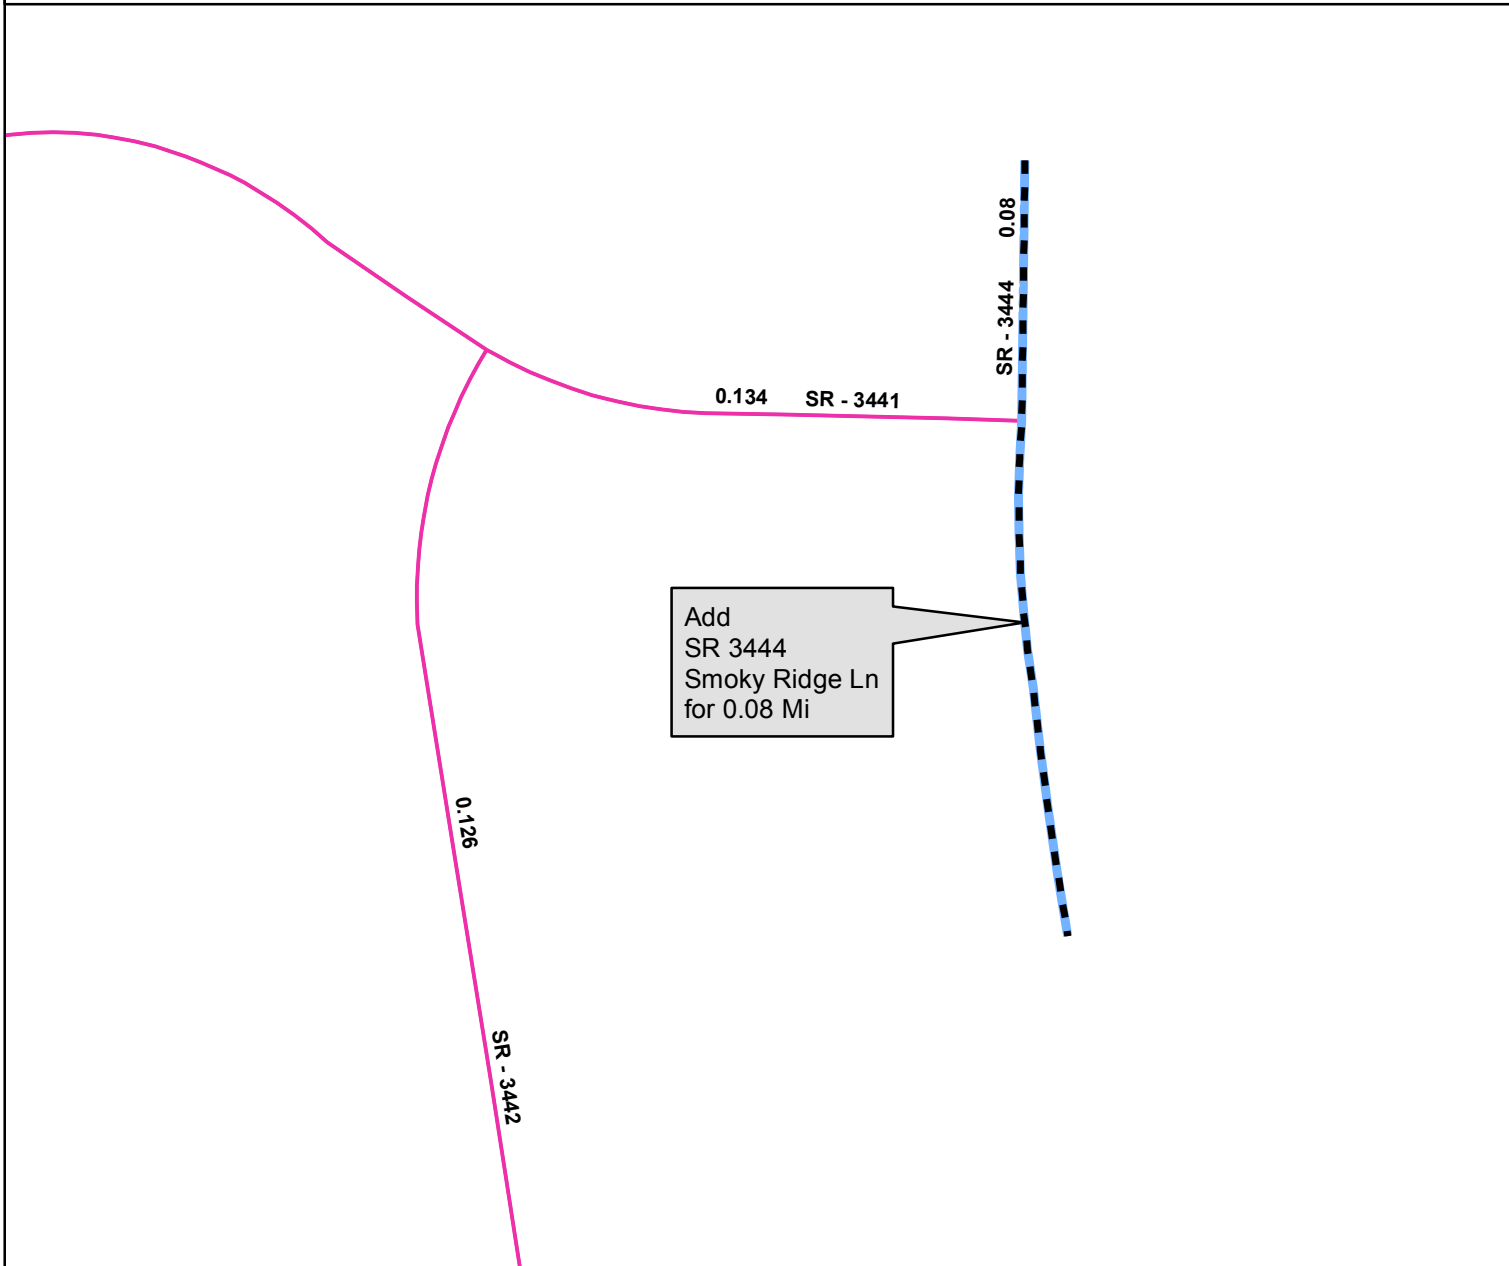 0.08
SR - 3444
0.134 SR - 3441
Add
SR 3444
Smoky Ridge Ln
for 0.08 Mi
0.126
SR - 3442